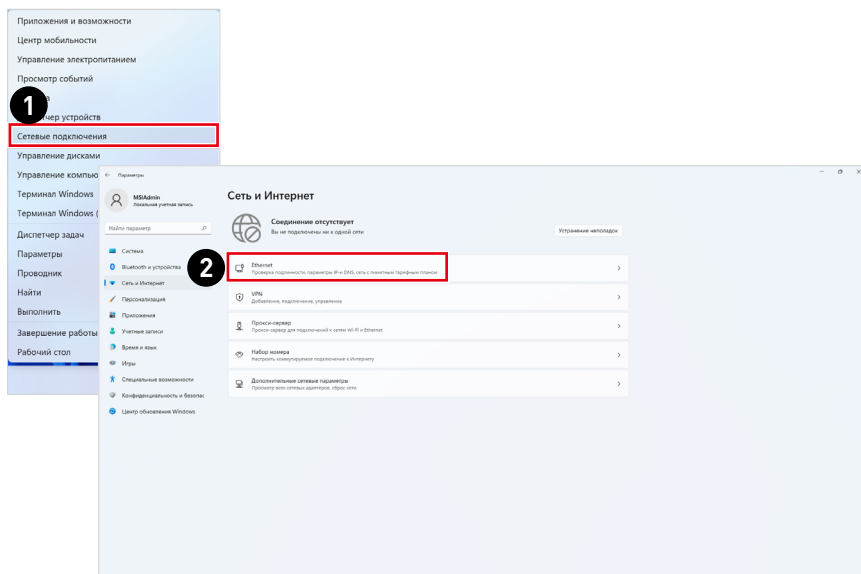 Приложения и возможности
Центр мобильности
Управление электропитанием
Просмотр событий
1
Сетевые подключения
Управление дисками
Управление компью
Терминал Windows
Терминал Windows (
Диспетчер задач
Параметры
Проводник
Найти
Выполнить
Завершение работы
Рабочий стол
Параметры
MSIAdmin
Локальная учетная запись
Найти параметр
Система
Bluetooth и устройства
Сеть и Интернет
Персонализация
Приложения
Учетные записи
Время и язык
Игры
Специальные возможности
Конфиденциальность и безопас
Центр обновления Windows
Сеть и Интернет
Соединение отсутствует
Вы не подключены ни к одной сети
Устранение неполадок
2
Ethernet
Проверка подлинности, параметры IP и DNS, сеть с лимитным тарифным планом
VPN
Добавление, подключение, управление
Прокси-сервер
Прокси-сервер для подключений к сетям Wi-Fi и Ethernet
Набор номера
Настроить коммутируемое подключение к Интернету
Дополнительные сетевые параметры
Просмотр всех сетевых адаптеров, сброс сети